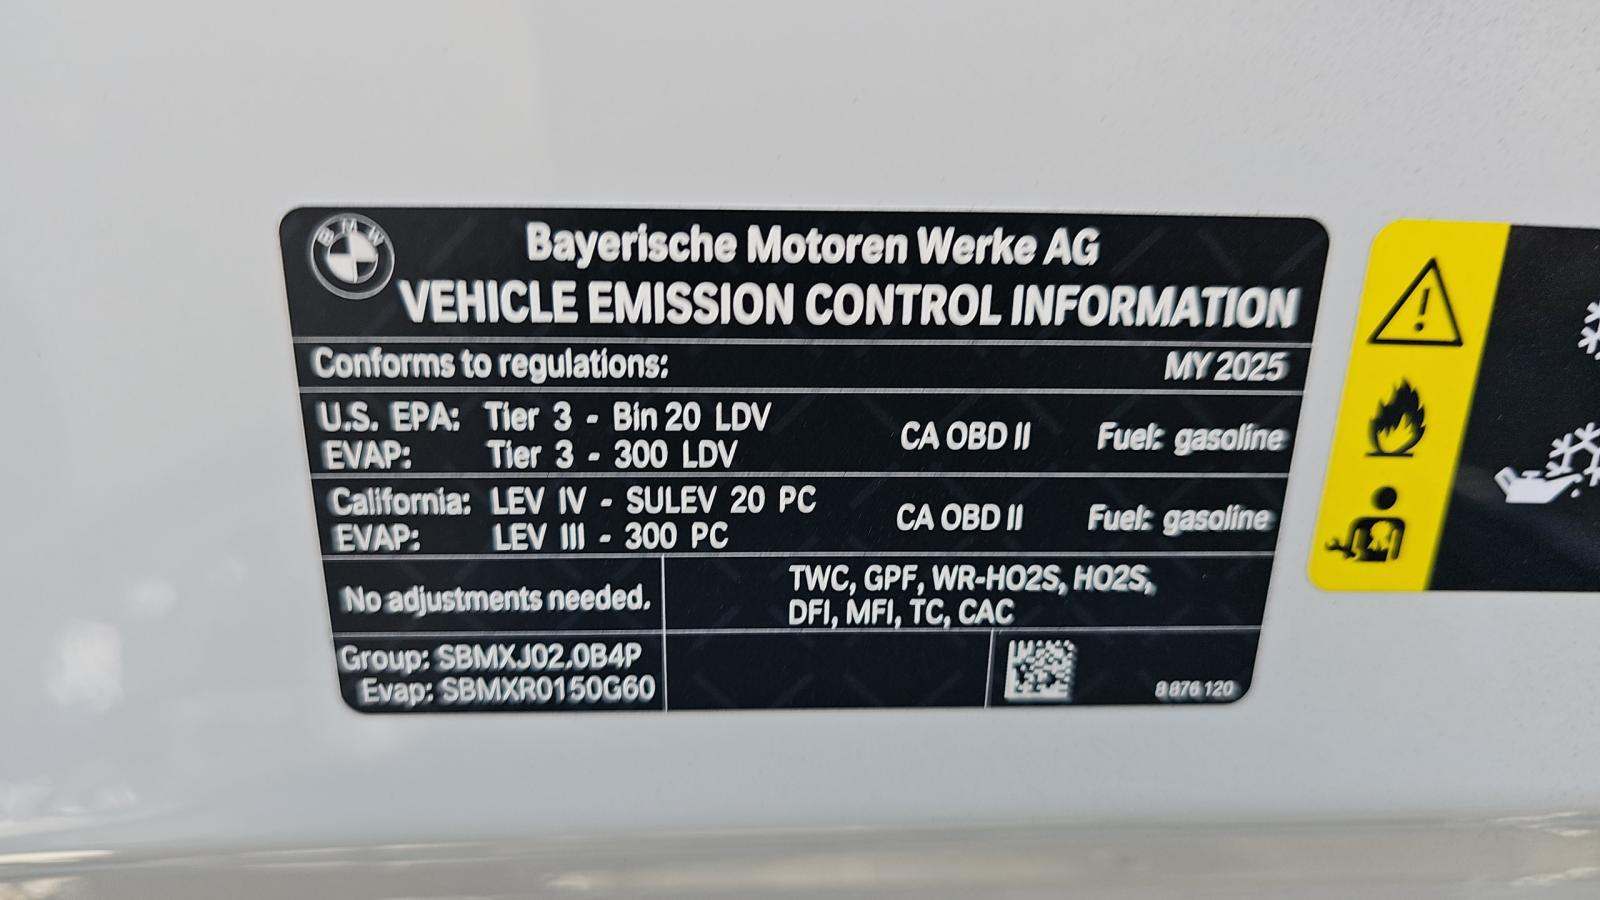 BMW
Bayerische Motoren Werke AG
VEHICLE EMISSION CONTROL INFORMATION
Conforms to regulations: MY 2025
U.S. EPA: Tier 3 - Bin 20 LDV
EVAP: Tier 3 - 300 LDV
CA OBD II Fuel: gasoline
California: LEV IV - SULEV 20 PC
EVAP: LEV III - 300 PC
CA OBD II Fuel: gasoline
No adjustments needed.
TWC, GPF, WR-HO2S, HO2S,
DFI, MFI, TC, CAC
Group: SBMXJ02.0B4P
Evap: SBMXR0150G60
8 876 120